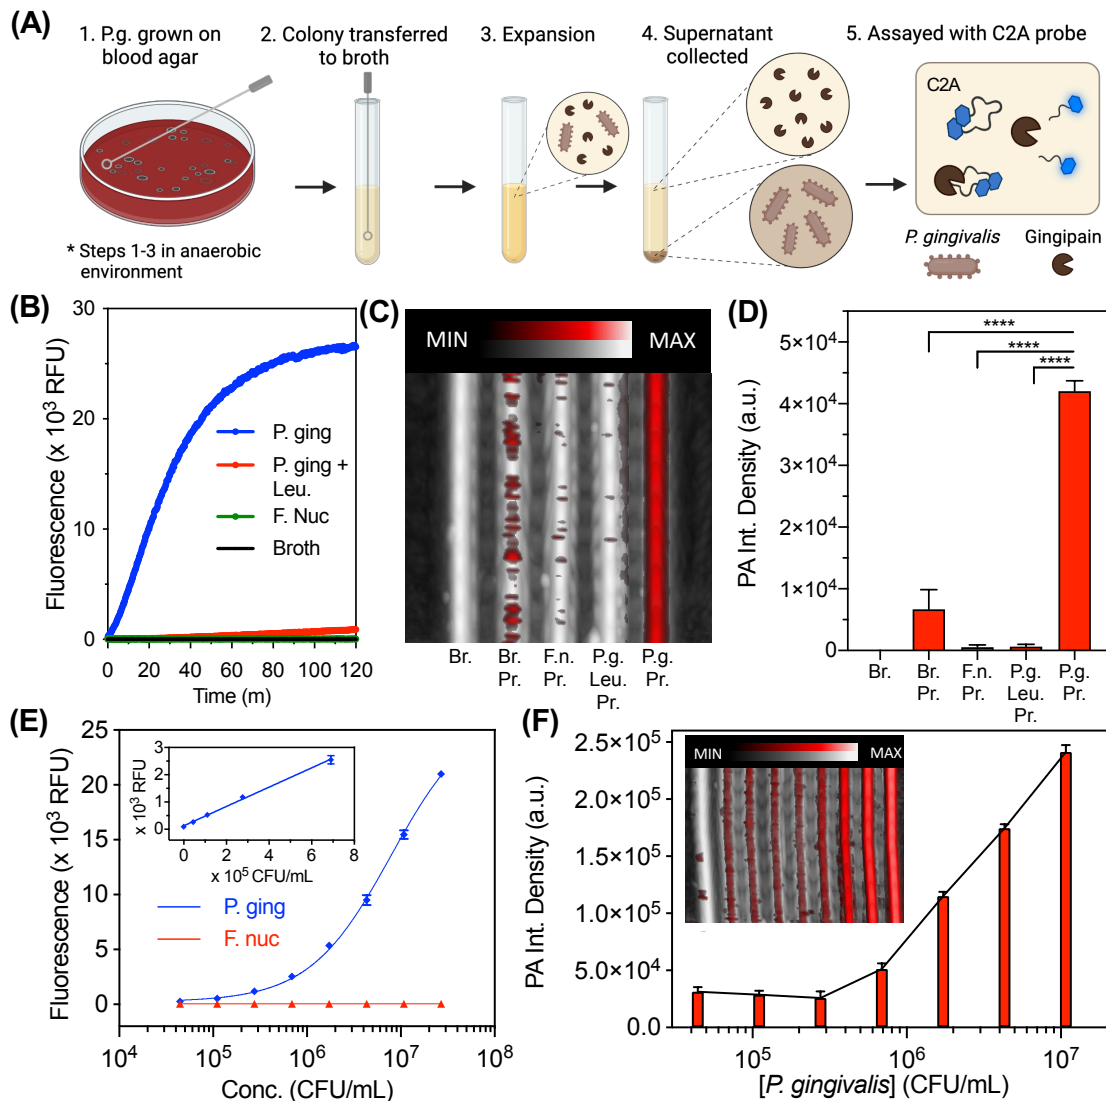 (A)
1. P.g. grown on
blood agar
2. Colony transferred
to broth
3. Expansion
4. Supernatant
collected
5. Assayed with C2A probe
C2A
* Steps 1-3 in anaerobic
environment
P. gingivalis
Gingipain
(B)
Fluorescence (x 10³ RFU)
30
20
10
0
0 20 40 60 80 100 120
Time (m)
P. ging
P. ging +
Leu.
F. Nuc
Broth
(C)
MIN
MAX
Br.
Br.
Pr.
F.n.
Pr.
P.g.
Leu.
Pr.
P.g.
Pr.
(D)
PA Int. Density (a.u.)
5×10⁴
4×10⁴
3×10⁴
2×10⁴
1×10⁴
0
****
****
****
Br.
Br.
Pr.
F.n.
Pr.
P.g.
Leu.
Pr.
P.g.
Pr.
(E)
Fluorescence (x 10³ RFU)
25
20
15
10
5
0
10⁴ 10⁵ 10⁶ 10⁷ 10⁸
Conc. (CFU/mL)
x 10³ RFU
3
2
1
0
0 2 4 6 8
x 10⁵ CFU/mL
P. ging
F. nuc
(F)
PA Int. Density (a.u.)
2.5×10⁵
2.0×10⁵
1.5×10⁵
1.0×10⁵
5.0×10⁴
0.0
MIN
MAX
10⁵ 10⁶ 10⁷
[P. gingivalis] (CFU/mL)